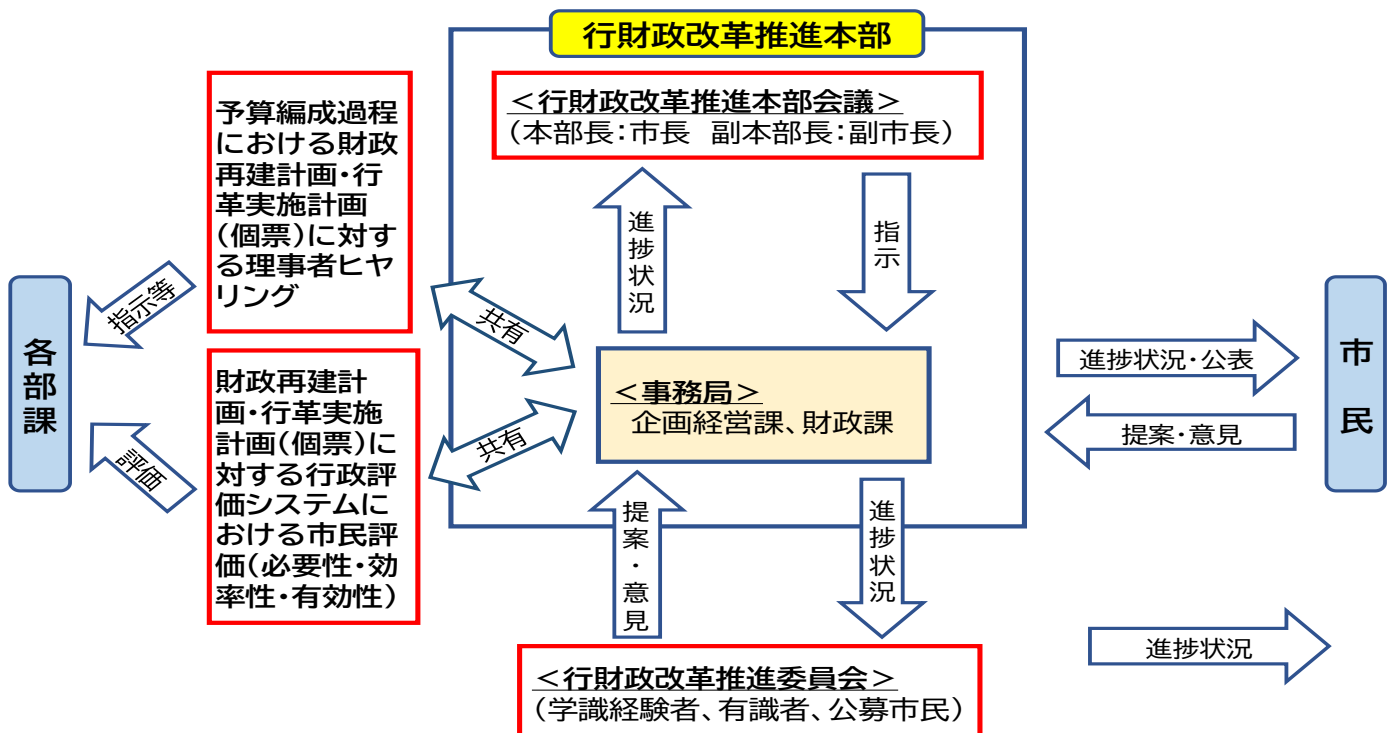 行財政改革推進本部
＜行財政改革推進本部会議＞
（本部長：市長　副本部長：副市長）
予算編成過程
における財政
再建計画・行
革実施計画
（個票）に対す
る理事者ヒヤ
リング
進捗状況
指示
指示等
共有
各部課
財政再建計
画・行革実施
計画（個票）に
対する行政評
価システムに
おける市民評
価（必要性・効
率性・有効性）
評価
共有
＜事務局＞
企画経営課、財政課
進捗状況・公表
提案・意見
市民
提案・意見
進捗状況
進捗状況
＜行財政改革推進委員会＞
（学識経験者、有識者、公募市民）